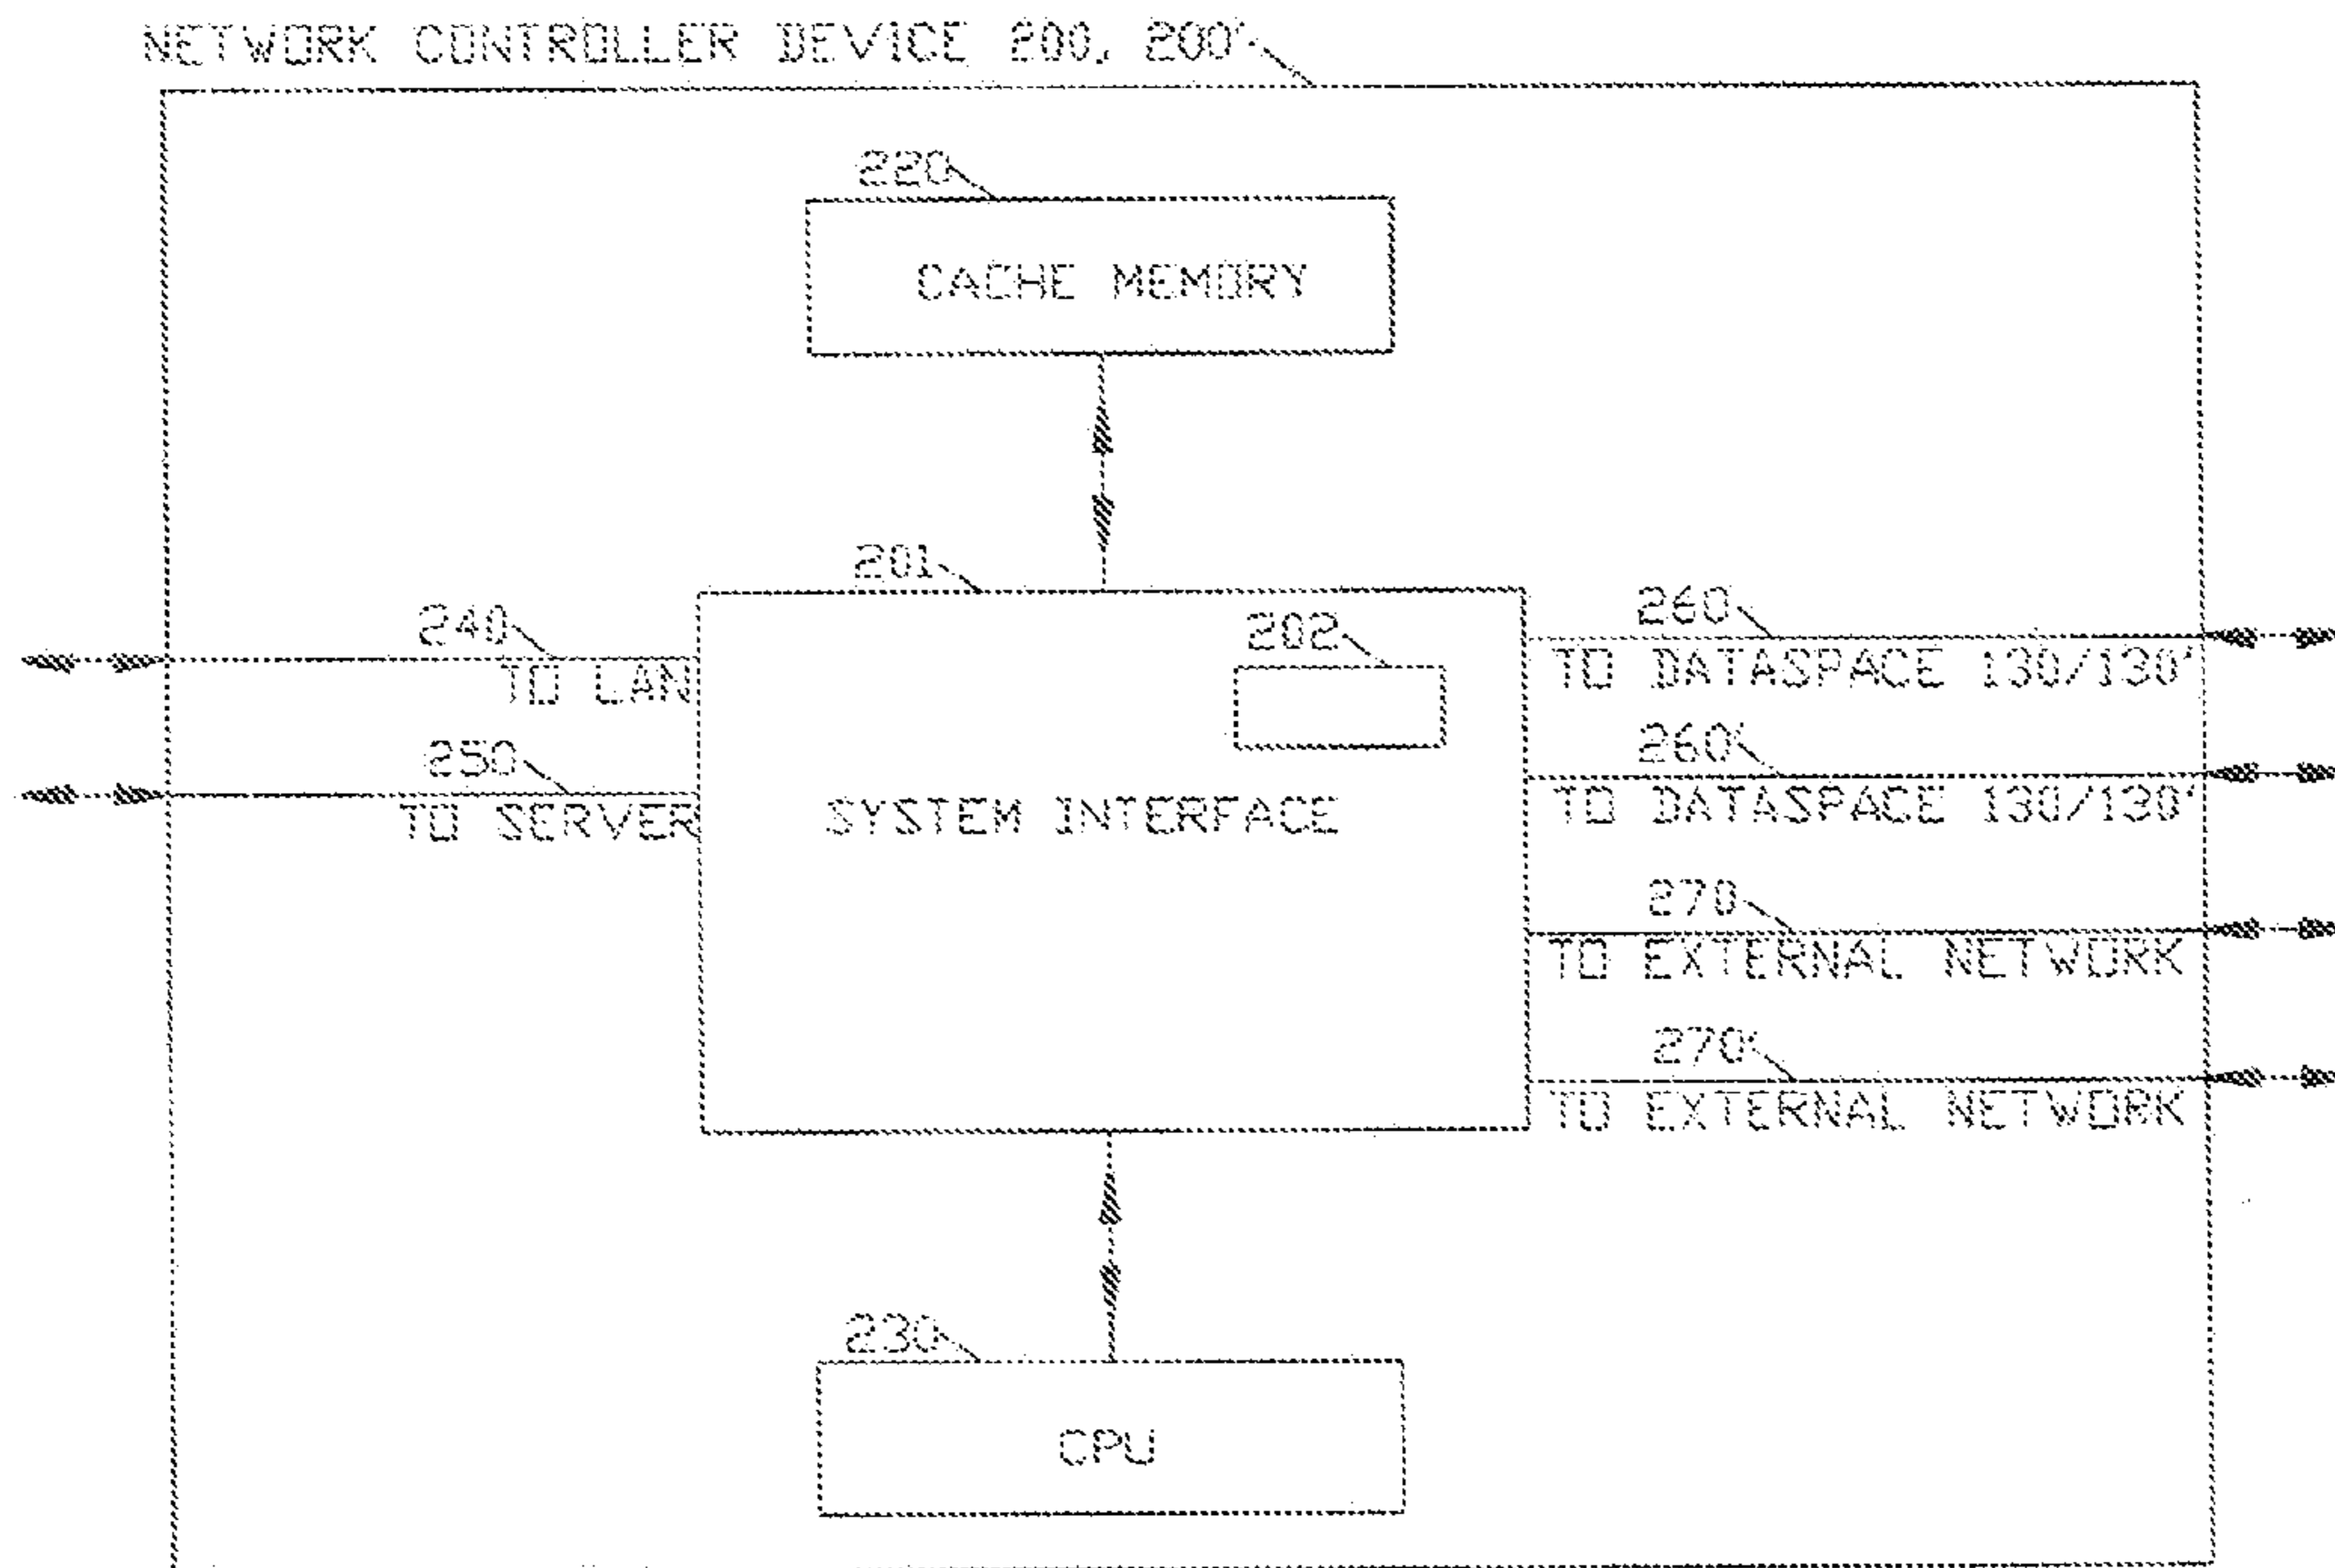 NETWORK CONTROLLER DEVICE 200, 200'
220
CACHE MEMORY
201
202
240
TO LAN
250
TO SERVER
SYSTEM INTERFACE
260
TO DATASPACE 130/130'
260'
TO DATASPACE 130/130'
270
TO EXTERNAL NETWORK
270'
TO EXTERNAL NETWORK
230
CPU